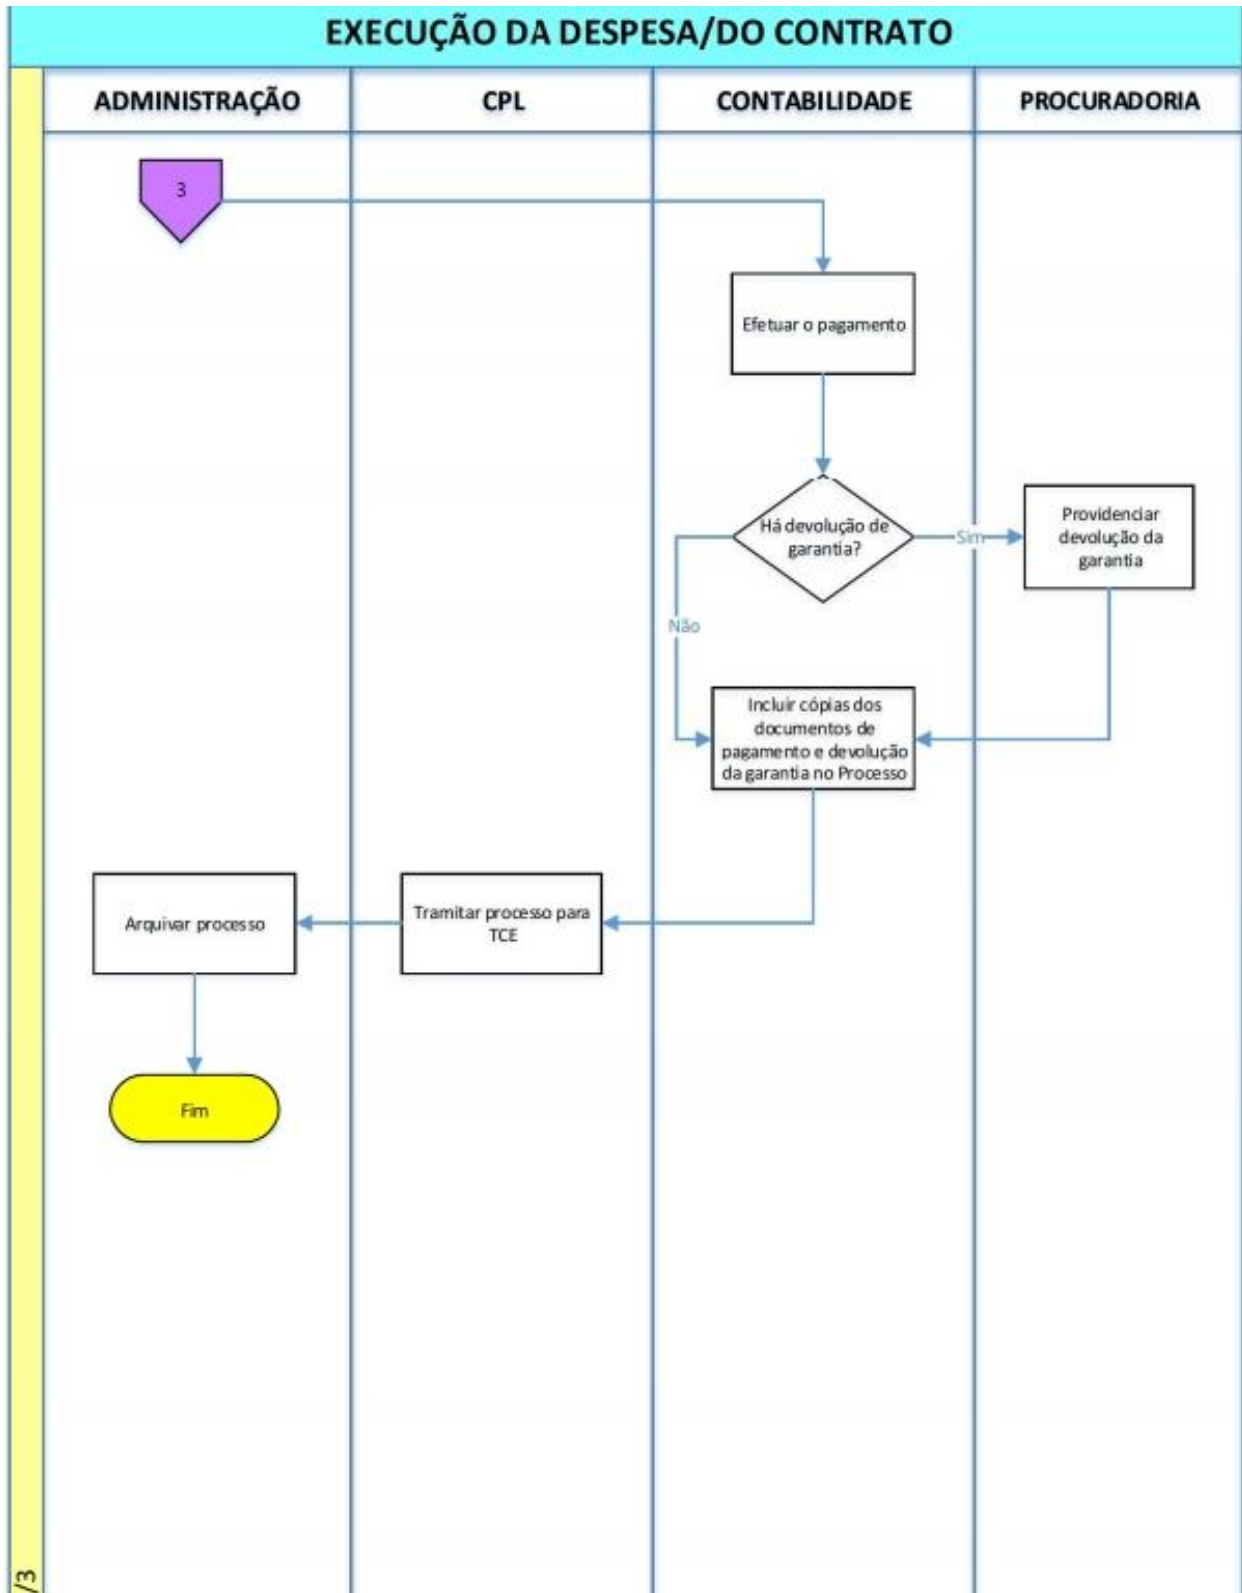 EXECUÇÃO DA DESPESA/DO CONTRATO
ADMINISTRAÇÃO
CPL
CONTABILIDADE
PROCURADORIA
3
Efetuar o pagamento
Há devolução de
garantia?
Sim
Providenciar
devolução da
garantia
Não
Incluir cópias dos
documentos de
pagamento e devolução
da garantia no Processo
Tramitar processo para
TCE
Arquivar processo
Fim
/3